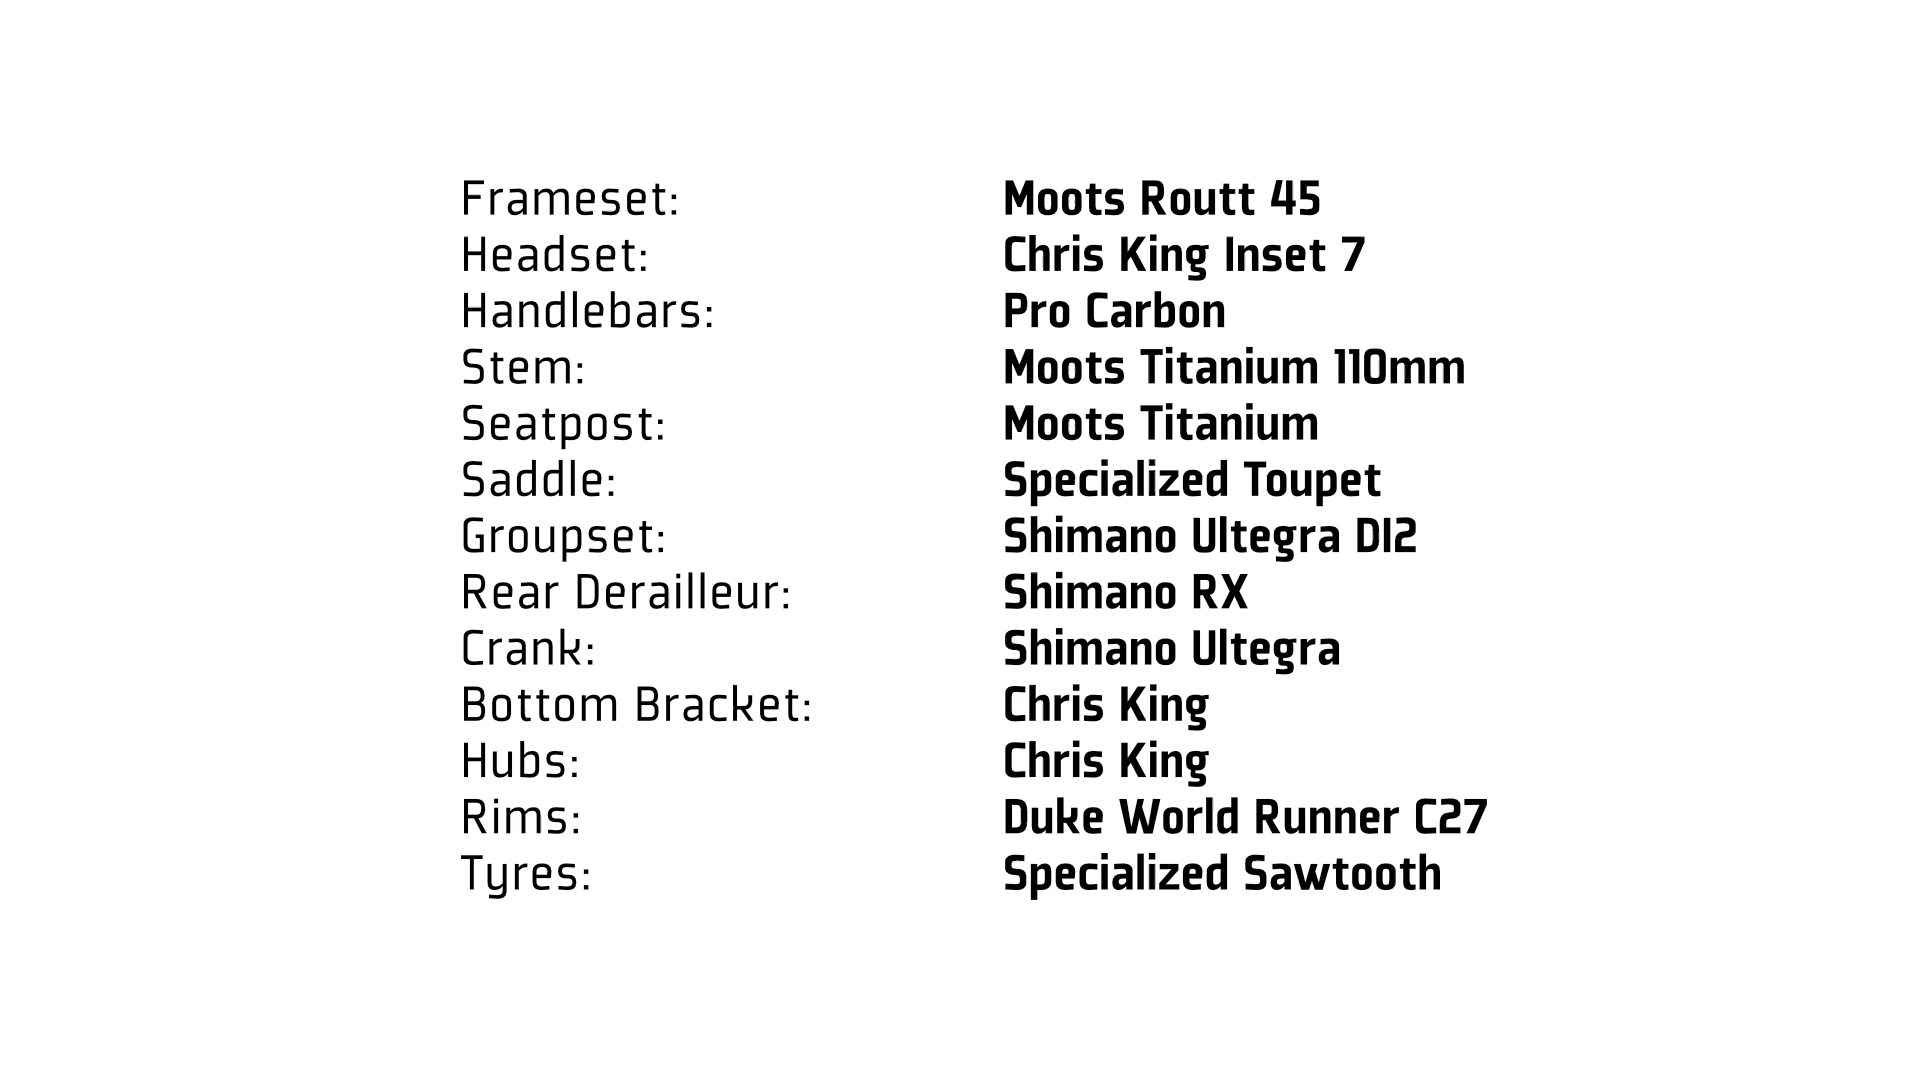 Frameset: Moots Routt 45
Headset: Chris King Inset 7
Handlebars: Pro Carbon
Stem: Moots Titanium 110mm
Seatpost: Moots Titanium
Saddle: Specialized Toupet
Groupset: Shimano Ultegra DI2
Rear Derailleur: Shimano RX
Crank: Shimano Ultegra
Bottom Bracket: Chris King
Hubs: Chris King
Rims: Duke World Runner C27
Tyres: Specialized Sawtooth